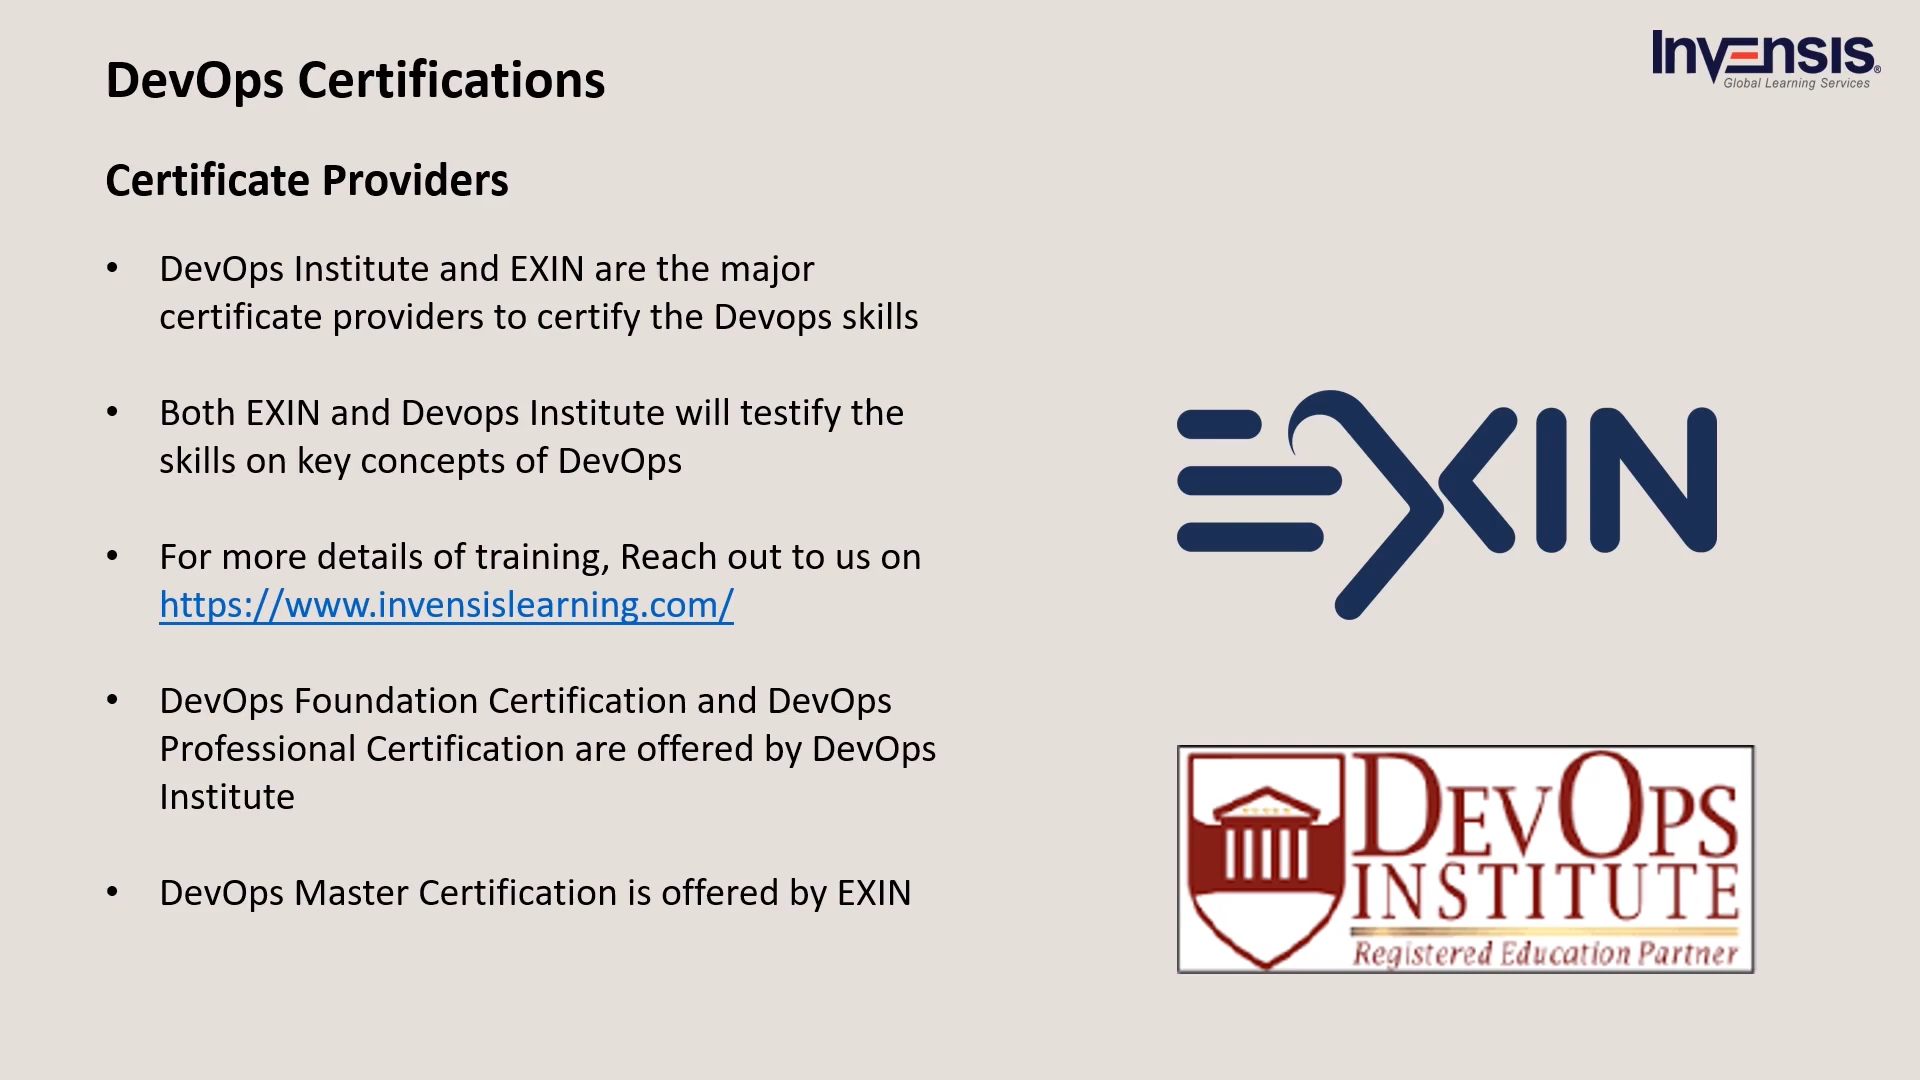 DevOps Certifications
Invensis®
Global Learning Services
Certificate Providers
• DevOps Institute and EXIN are the major
certificate providers to certify the Devops skills
• Both EXIN and Devops Institute will testify the
skills on key concepts of DevOps
• For more details of training, Reach out to us on
https://www.invensislearning.com/
• DevOps Foundation Certification and DevOps
Professional Certification are offered by DevOps
Institute
• DevOps Master Certification is offered by EXIN
EXIN
DEVOPS
INSTITUTE
Registered Education Partner